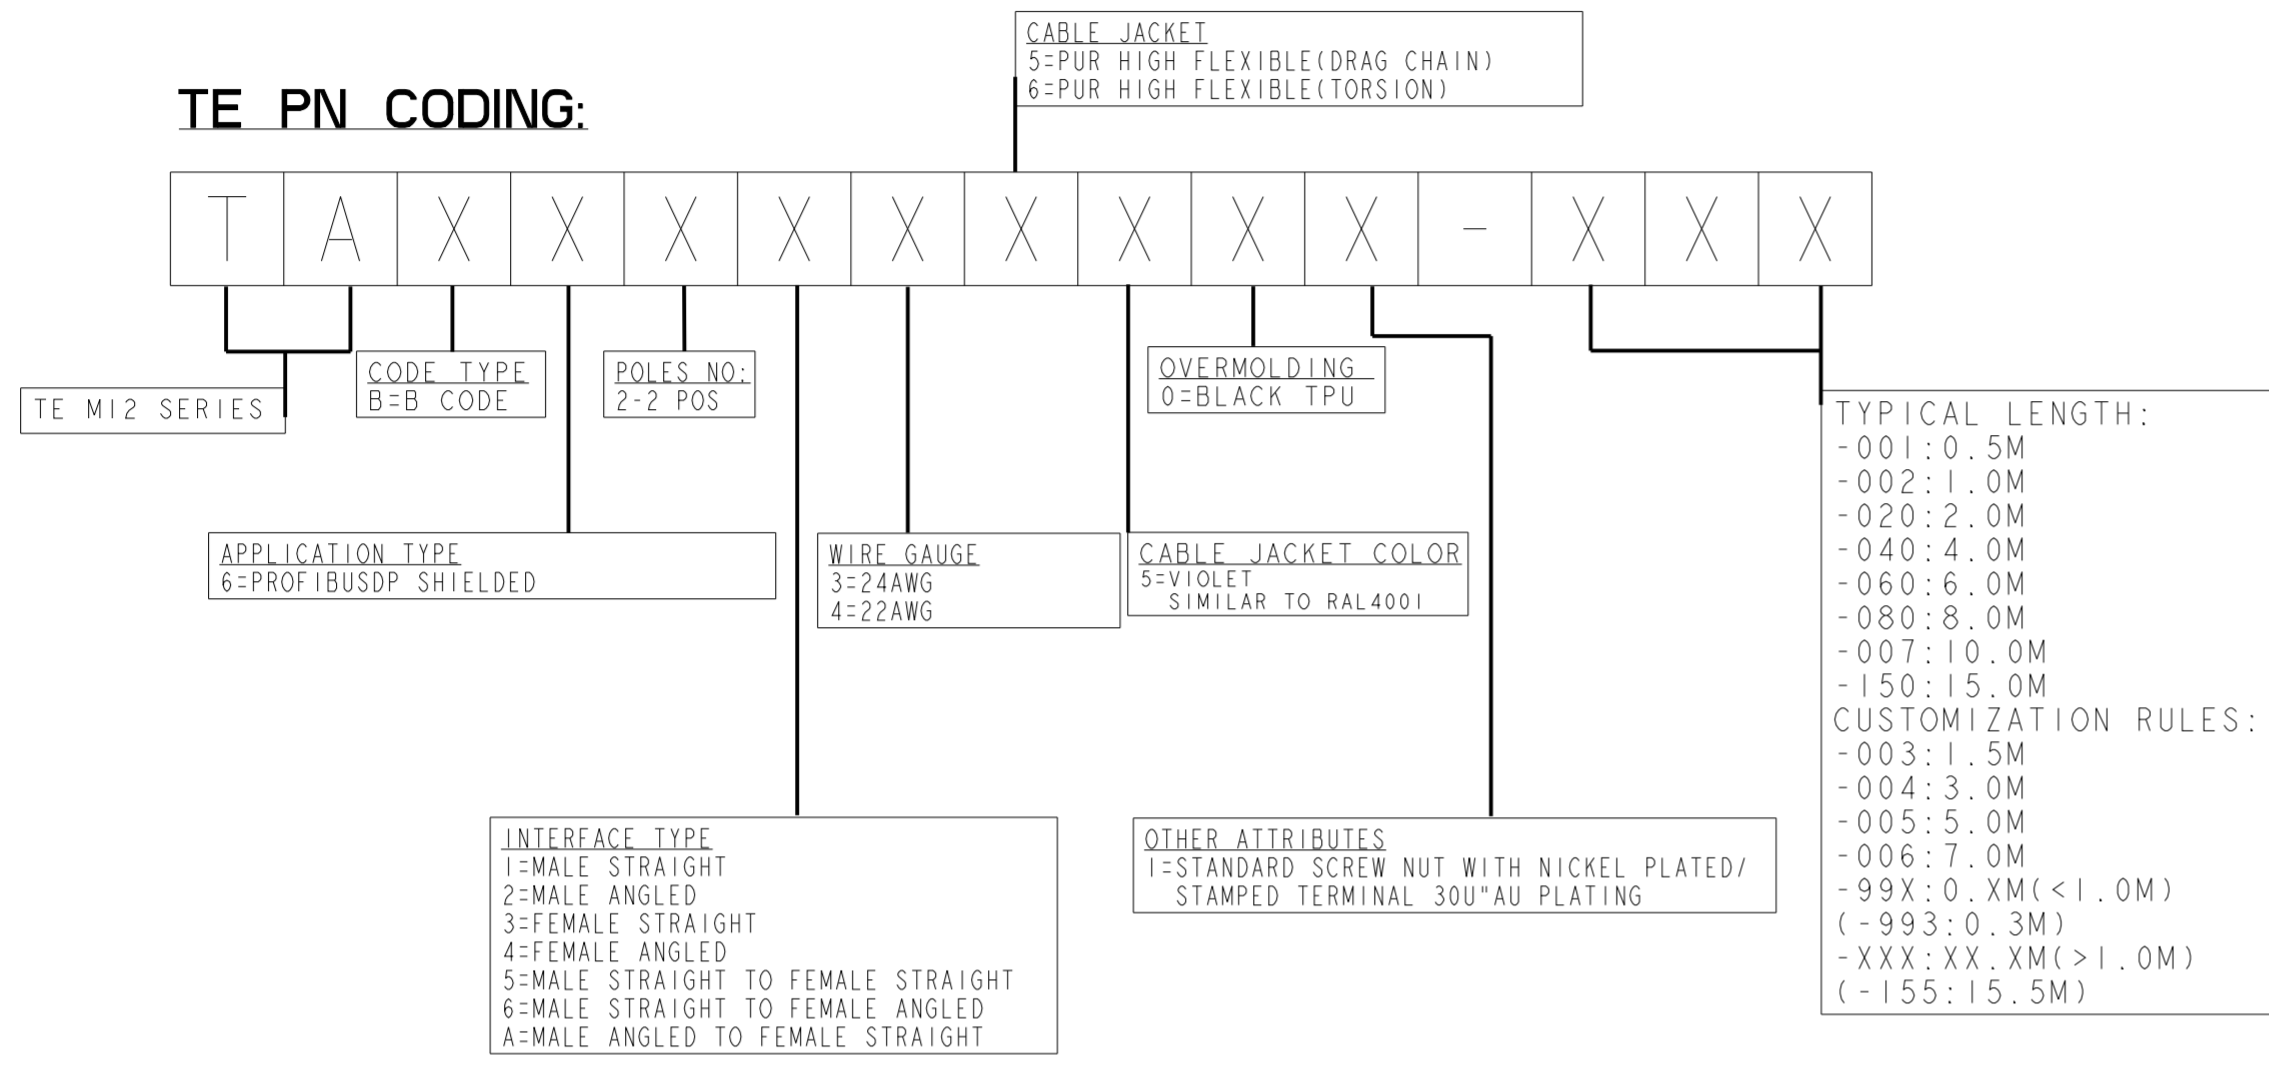 CABLE JACKET
5=PUR HIGH FLEXIBLE(DRAG CHAIN)
6=PUR HIGH FLEXIBLE(TORSION)
TE PN CODING:
T A X X X X X X X X X - X X X
TE M12 SERIES
CODE TYPE
B=B CODE
POLES NO:
2-2 POS
OVERMOLDING
0=BLACK TPU
APPLICATION TYPE
6=PROFIBUSDP SHIELDED
WIRE GAUGE
3=24AWG
4=22AWG
CABLE JACKET COLOR
5=VIOLET
SIMILAR TO RAL4001
TYPICAL LENGTH:
-001:0.5M
-002:1.0M
-020:2.0M
-040:4.0M
-060:6.0M
-080:8.0M
-007:10.0M
-150:15.0M
CUSTOMIZATION RULES:
-003:1.5M
-004:3.0M
-005:5.0M
-006:7.0M
-99X:0.XM(<1.0M)
(-993:0.3M)
-XXX:XX.XM(>1.0M)
(-155:15.5M)
INTERFACE TYPE
1=MALE STRAIGHT
2=MALE ANGLED
3=FEMALE STRAIGHT
4=FEMALE ANGLED
5=MALE STRAIGHT TO FEMALE STRAIGHT
6=MALE STRAIGHT TO FEMALE ANGLED
A=MALE ANGLED TO FEMALE STRAIGHT
OTHER ATTRIBUTES
1=STANDARD SCREW NUT WITH NICKEL PLATED/
STAMPED TERMINAL 30U"AU PLATING